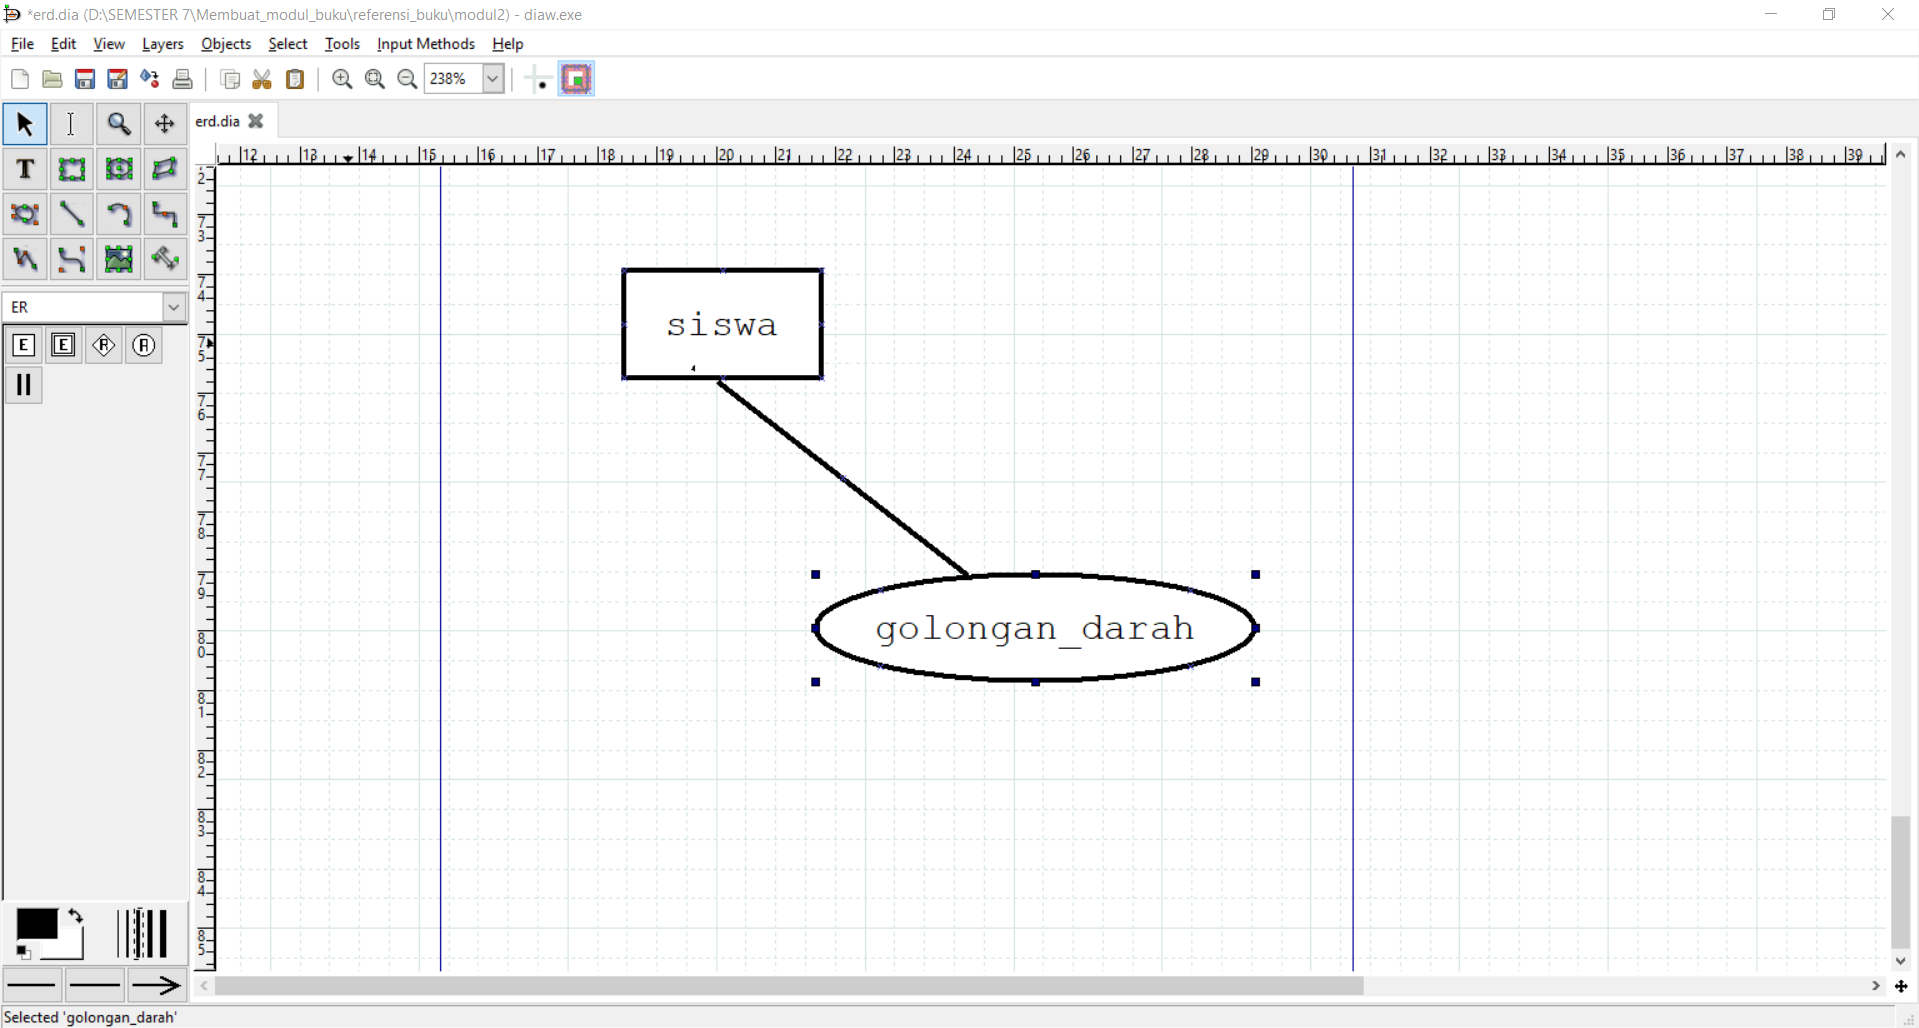 *erd.dia (D:\SEMESTER 7\Membuat_modul_buku\referensi_buku\modul2) - diaw.exe
File Edit View Layers Objects Select Tools Input Methods Help
238%
erd.dia
12 13 14 15 16 17 18 19 20 21 22 23 24 25 26 27 28 29 30 31 32 33 34 35 36 37 38 39
T
ER
E E R A
72
73
74
75
76
77
78
79
80
81
82
83
84
85
siswa
golongan_darah
Selected 'golongan_darah'